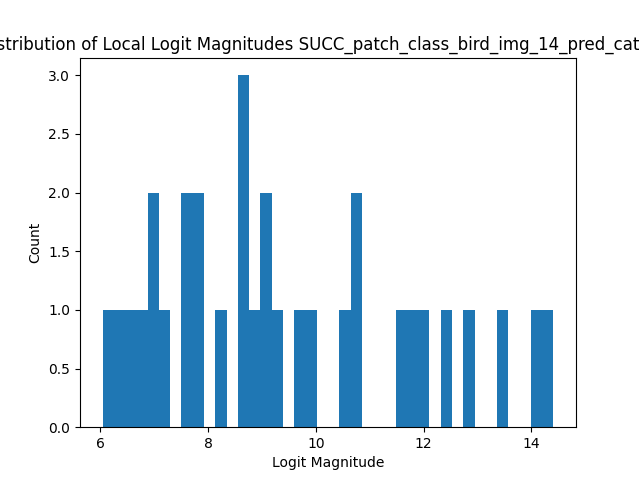 stribution of Local Logit Magnitudes SUCC_patch_class_bird_img_14_pred_cat
3.0
2.5
2.0
1.5
1.0
0.5
0.0
Count
6 8 10 12 14
Logit Magnitude